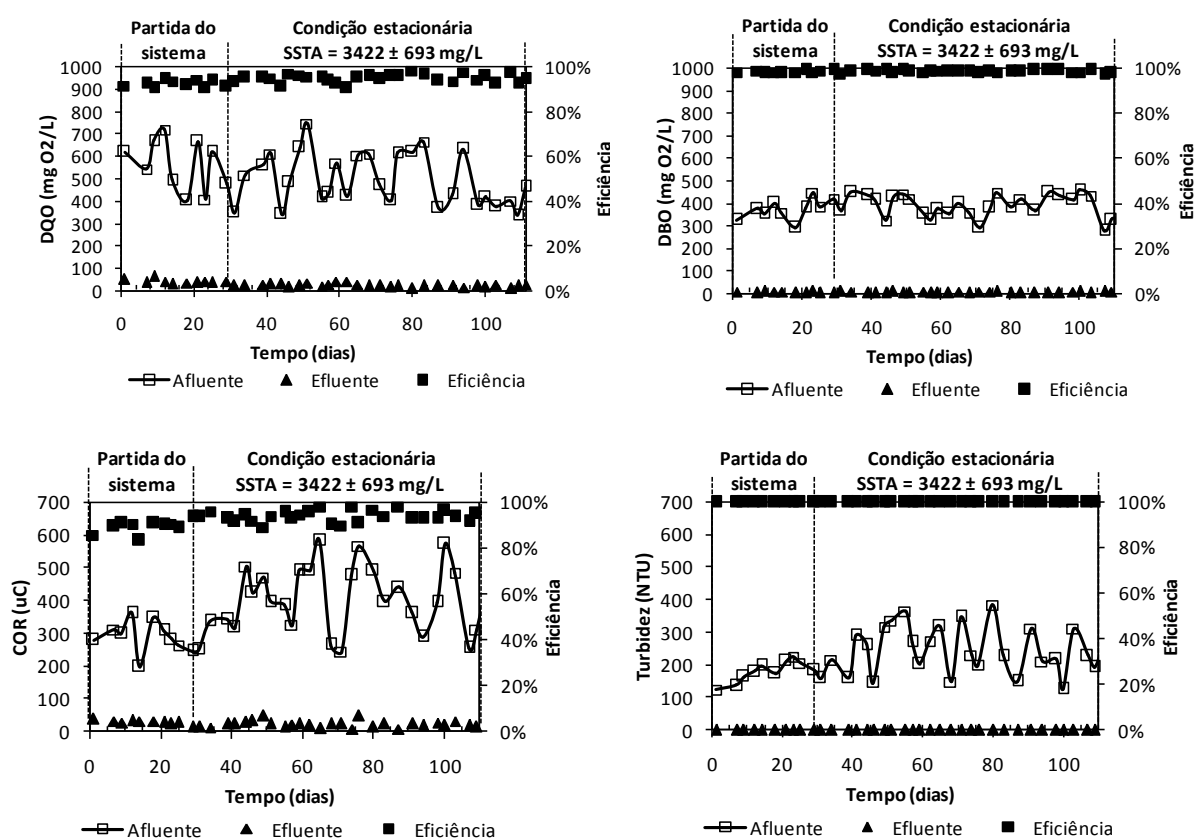 Partida do
sistema
Condição estacionária
SSTA = 3422 ± 693 mg/L
1000
900
800
700
600
500
400
300
200
100
0
DQO (mg O2/L)
100%
80%
60%
40%
20%
0%
Eficiência
0 20 40 60 80 100
Tempo (dias)
Afluente Efluente Eficiência
Partida do
sistema
Condição estacionária
SSTA = 3422 ± 693 mg/L
1000
900
800
700
600
500
400
300
200
100
0
DBO (mg O2/L)
100%
80%
60%
40%
20%
0%
Eficiência
0 20 40 60 80 100
Tempo (dias)
Afluente Efluente Eficiência
Partida do
sistema
Condição estacionária
SSTA = 3422 ± 693 mg/L
700
600
500
400
300
200
100
0
COR (uC)
100%
80%
60%
40%
20%
0%
Eficiência
0 20 40 60 80 100
Tempo (dias)
Afluente Efluente Eficiência
Partida do
sistema
Condição estacionária
SSTA = 3422 ± 693 mg/L
700
600
500
400
300
200
100
0
Turbidez (NTU)
100%
80%
60%
40%
20%
0%
Eficiência
0 20 40 60 80 100
Tempo (dias)
Afluente Efluente Eficiência